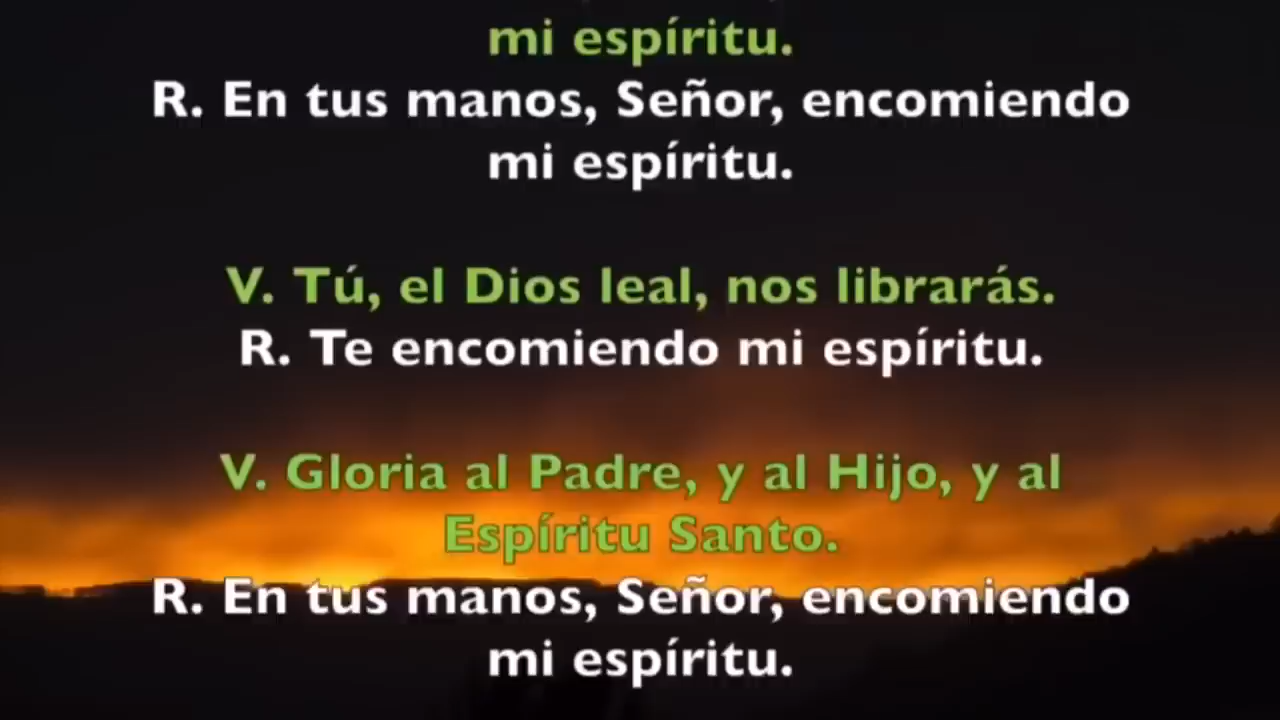 mi espíritu.
R. En tus manos, Señor, encomiendo
mi espíritu.
V. Tú, el Dios leal, nos librarás.
R. Te encomiendo mi espíritu.
V. Gloria al Padre, y al Hijo, y al
Espíritu Santo.
R. En tus manos, Señor, encomiendo
mi espíritu.